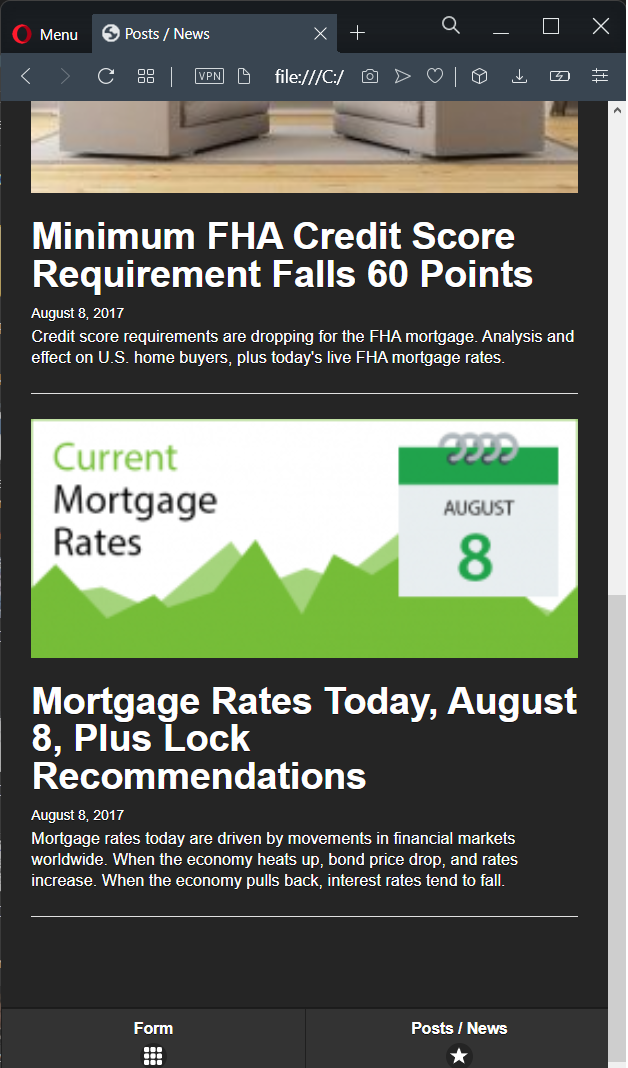 Menu
Posts / News
VPN
file:///C:/
Minimum FHA Credit Score
Requirement Falls 60 Points
August 8, 2017
Credit score requirements are dropping for the FHA mortgage. Analysis and
effect on U.S. home buyers, plus today's live FHA mortgage rates.
Current
Mortgage
Rates
AUGUST
8
Mortgage Rates Today, August
8, Plus Lock
Recommendations
August 8, 2017
Mortgage rates today are driven by movements in financial markets
worldwide. When the economy heats up, bond price drop, and rates
increase. When the economy pulls back, interest rates tend to fall.
Form
Posts / News